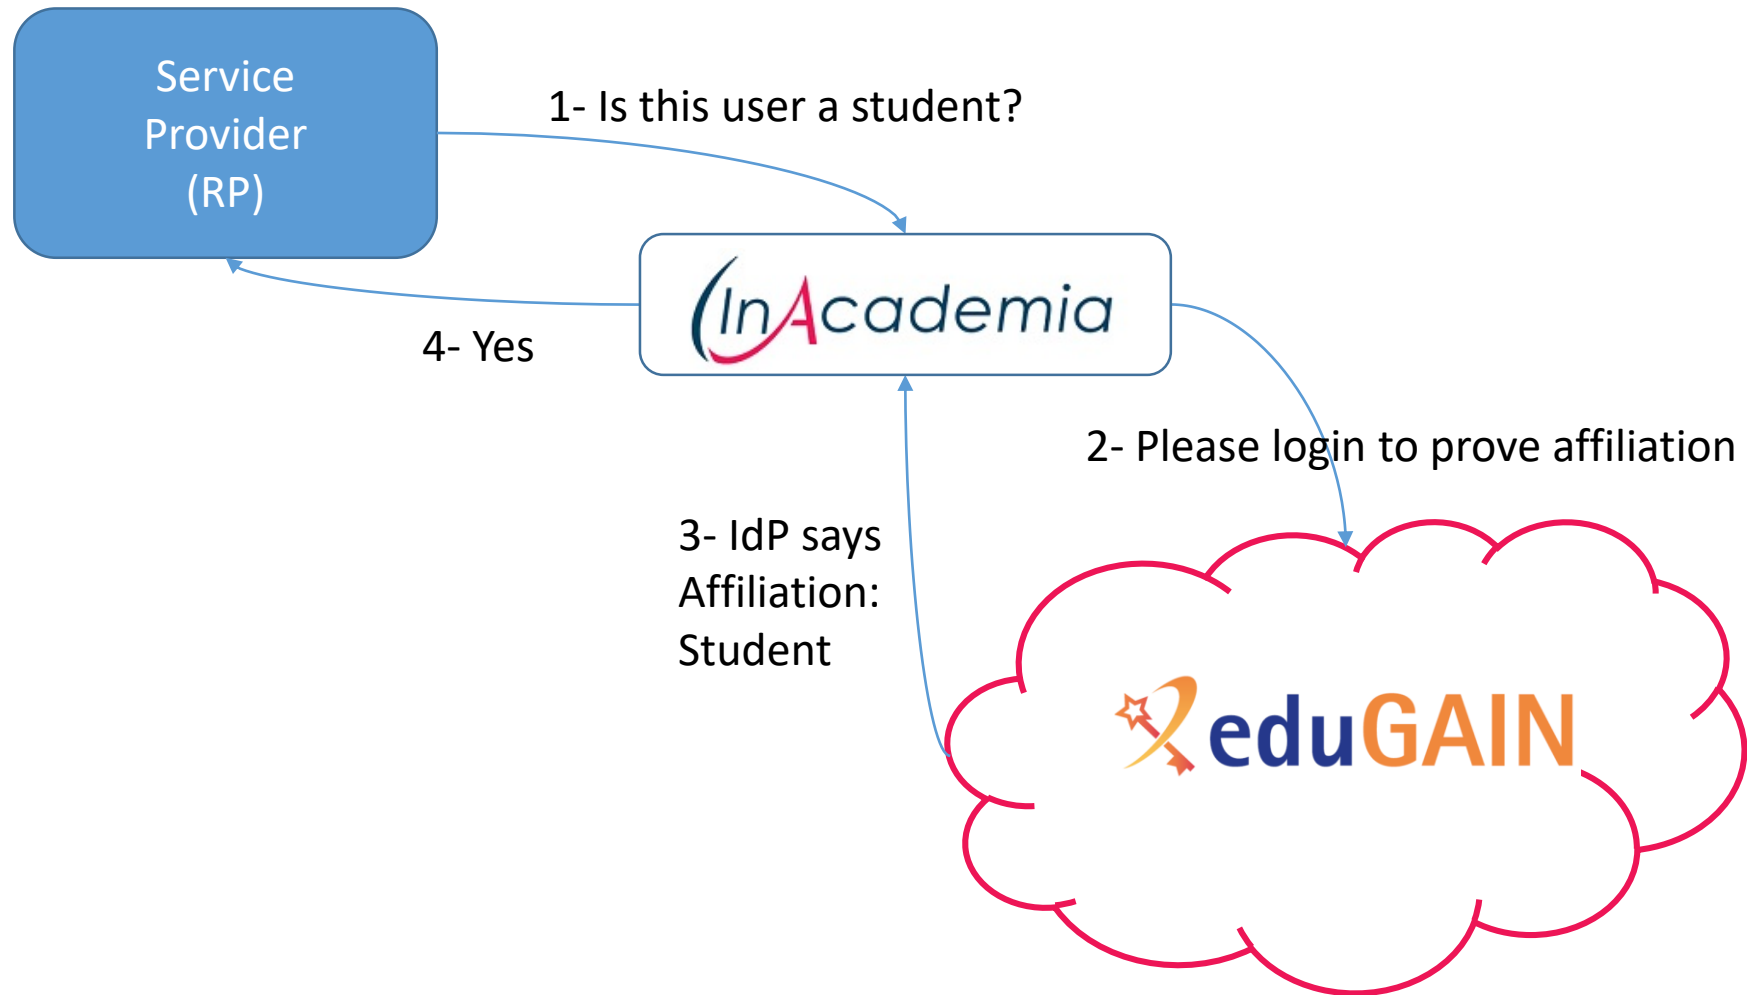 Service
Provider
(RP)
1- Is this user a student?
InAcademia
4- Yes
2- Please login to prove affiliation
3- IdP says
Affiliation:
Student
eduGAIN